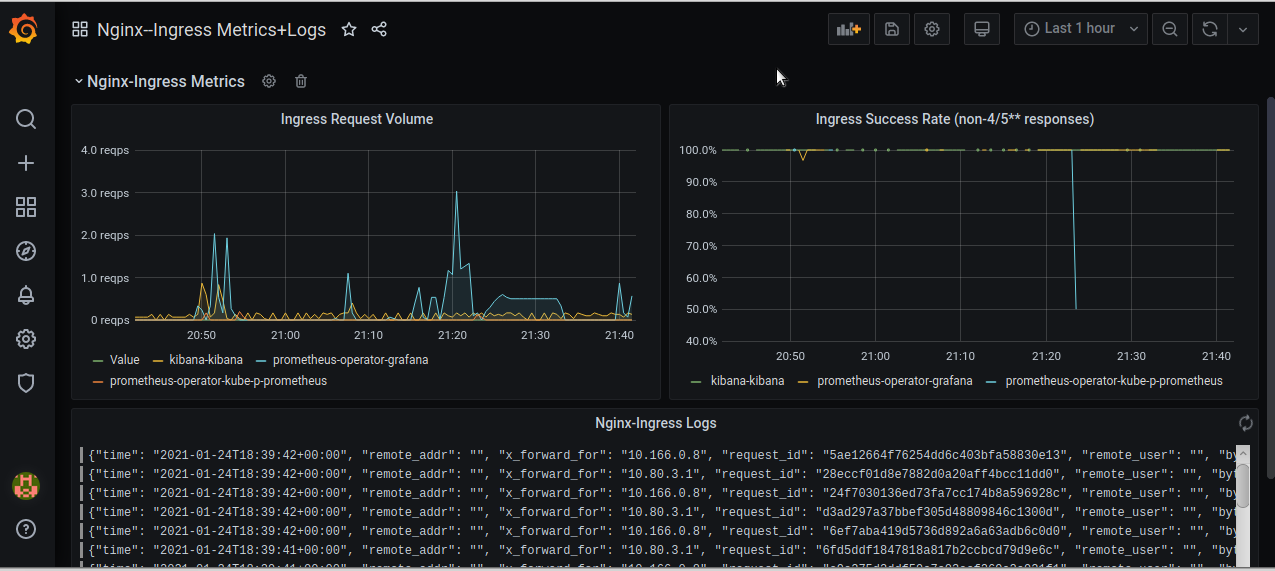 Nginx--Ingress Metrics+Logs
Last 1 hour
Nginx-Ingress Metrics
Ingress Request Volume
4.0 reqps
3.0 reqps
2.0 reqps
1.0 reqps
0 reqps
20:50 21:00 21:10 21:20 21:30 21:40
Value kibana-kibana prometheus-operator-grafana
prometheus-operator-kube-p-prometheus
Ingress Success Rate (non-4/5** responses)
100.0%
90.0%
80.0%
70.0%
60.0%
50.0%
40.0%
20:50 21:00 21:10 21:20 21:30 21:40
kibana-kibana prometheus-operator-grafana prometheus-operator-kube-p-prometheus
Nginx-Ingress Logs
{"time": "2021-01-24T18:39:42+00:00", "remote_addr": "", "x_forward_for": "10.166.0.8", "request_id": "5ae12664f76254dd6c403bfa58830e13", "remote_user": "", "by
{"time": "2021-01-24T18:39:42+00:00", "remote_addr": "", "x_forward_for": "10.80.3.1", "request_id": "28eccf01d8e7882d0a20aff4bcc11dd0", "remote_user": "", "byt
{"time": "2021-01-24T18:39:42+00:00", "remote_addr": "", "x_forward_for": "10.166.0.8", "request_id": "24f7030136ed73fa7cc174b8a596928c", "remote_user": "", "by
{"time": "2021-01-24T18:39:42+00:00", "remote_addr": "", "x_forward_for": "10.80.3.1", "request_id": "d3ad297a37bbef305d48809846c1300d", "remote_user": "", "byt
{"time": "2021-01-24T18:39:42+00:00", "remote_addr": "", "x_forward_for": "10.166.0.8", "request_id": "6ef7aba419d5736d892a6a63adb6c0d0", "remote_user": "", "by
{"time": "2021-01-24T18:39:41+00:00", "remote_addr": "", "x_forward_for": "10.80.3.1", "request_id": "6fd5ddf1847818a817b2ccbcd79d9e6c", "remote_user": "", "byt